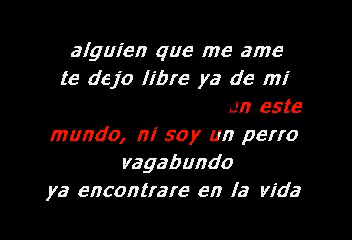 alguien que me ame
te dejo libre ya de mi
en este
mundo, ni soy un perro
vagabundo
ya encontrare en la vida